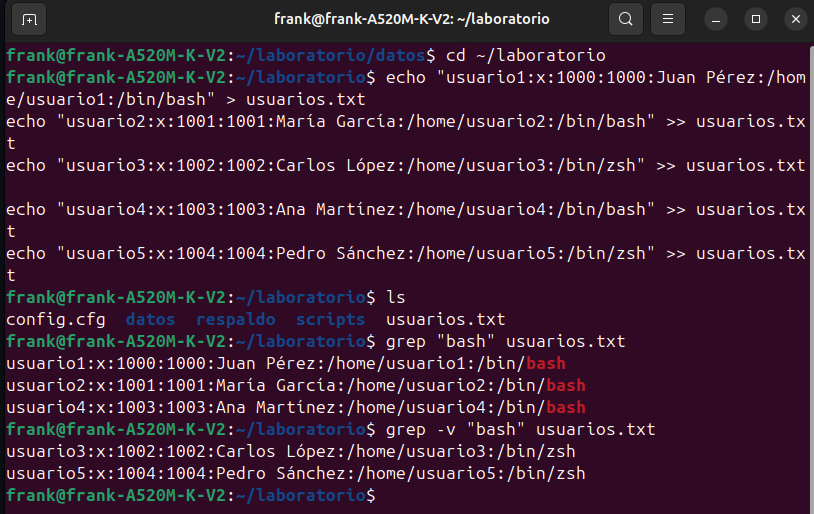 frank@frank-A520M-K-V2: ~/laboratorio
frank@frank-A520M-K-V2:~/laboratorio/datos$ cd ~/laboratorio
frank@frank-A520M-K-V2:~/laboratorio$ echo "usuario1:x:1000:1000:Juan Pérez:/hom
e/usuario1:/bin/bash" > usuarios.txt
echo "usuario2:x:1001:1001:María García:/home/usuario2:/bin/bash" >> usuarios.tx
t
echo "usuario3:x:1002:1002:Carlos López:/home/usuario3:/bin/zsh" >> usuarios.txt
echo "usuario4:x:1003:1003:Ana Martínez:/home/usuario4:/bin/bash" >> usuarios.tx
t
echo "usuario5:x:1004:1004:Pedro Sánchez:/home/usuario5:/bin/zsh" >> usuarios.tx
t
frank@frank-A520M-K-V2:~/laboratorio$ ls
config.cfg  datos  respaldo  scripts  usuarios.txt
frank@frank-A520M-K-V2:~/laboratorio$ grep "bash" usuarios.txt
usuario1:x:1000:1000:Juan Pérez:/home/usuario1:/bin/bash
usuario2:x:1001:1001:María García:/home/usuario2:/bin/bash
usuario4:x:1003:1003:Ana Martínez:/home/usuario4:/bin/bash
frank@frank-A520M-K-V2:~/laboratorio$ grep -v "bash" usuarios.txt
usuario3:x:1002:1002:Carlos López:/home/usuario3:/bin/zsh
usuario5:x:1004:1004:Pedro Sánchez:/home/usuario5:/bin/zsh
frank@frank-A520M-K-V2:~/laboratorio$